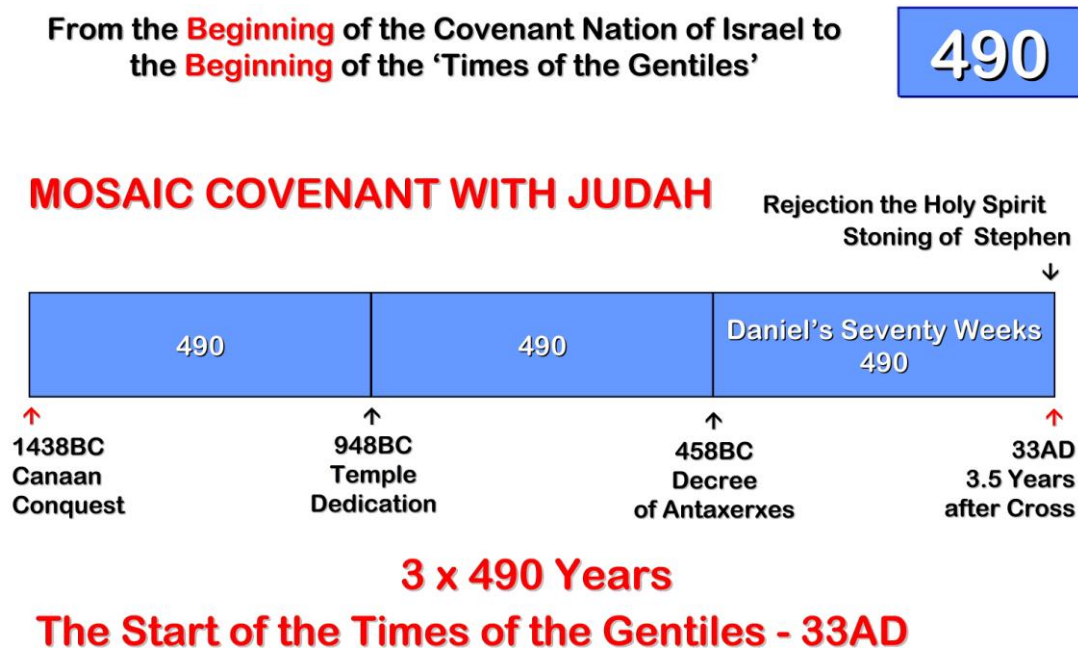 From the Beginning of the Covenant Nation of Israel to
the Beginning of the ‘Times of the Gentiles’
490
MOSAIC COVENANT WITH JUDAH
Rejection the Holy Spirit
Stoning of Stephen
490
490
Daniel’s Seventy Weeks
490
1438BC
Canaan
Conquest
948BC
Temple
Dedication
458BC
Decree
of Antaxerxes
33AD
3.5 Years
after Cross
3 x 490 Years
The Start of the Times of the Gentiles - 33AD